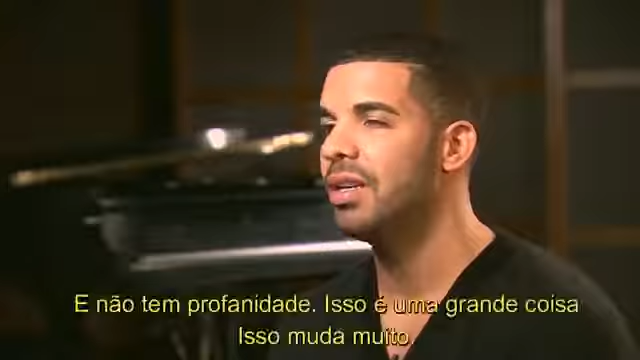 E não tem profanidade. Isso é uma grande coisa
Isso muda muito.